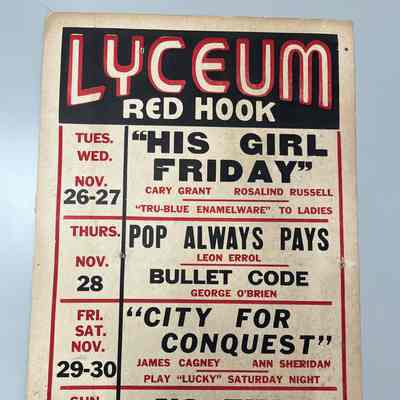 LYCEUM
RED HOOK
TUES.
WED.
NOV.
26-27
"HIS GIRL
FRIDAY"
CARY GRANT ROSALIND RUSSELL
"TRU-BLUE ENAMELWARE" TO LADIES
THURS.
NOV.
28
POP ALWAYS PAYS
LEON ERROL
BULLET CODE
GEORGE O'BRIEN
FRI.
SAT.
NOV.
29-30
"CITY FOR
CONQUEST"
JAMES CAGNEY ANN SHERIDAN
PLAY "LUCKY" SATURDAY NIGHT
SUN.